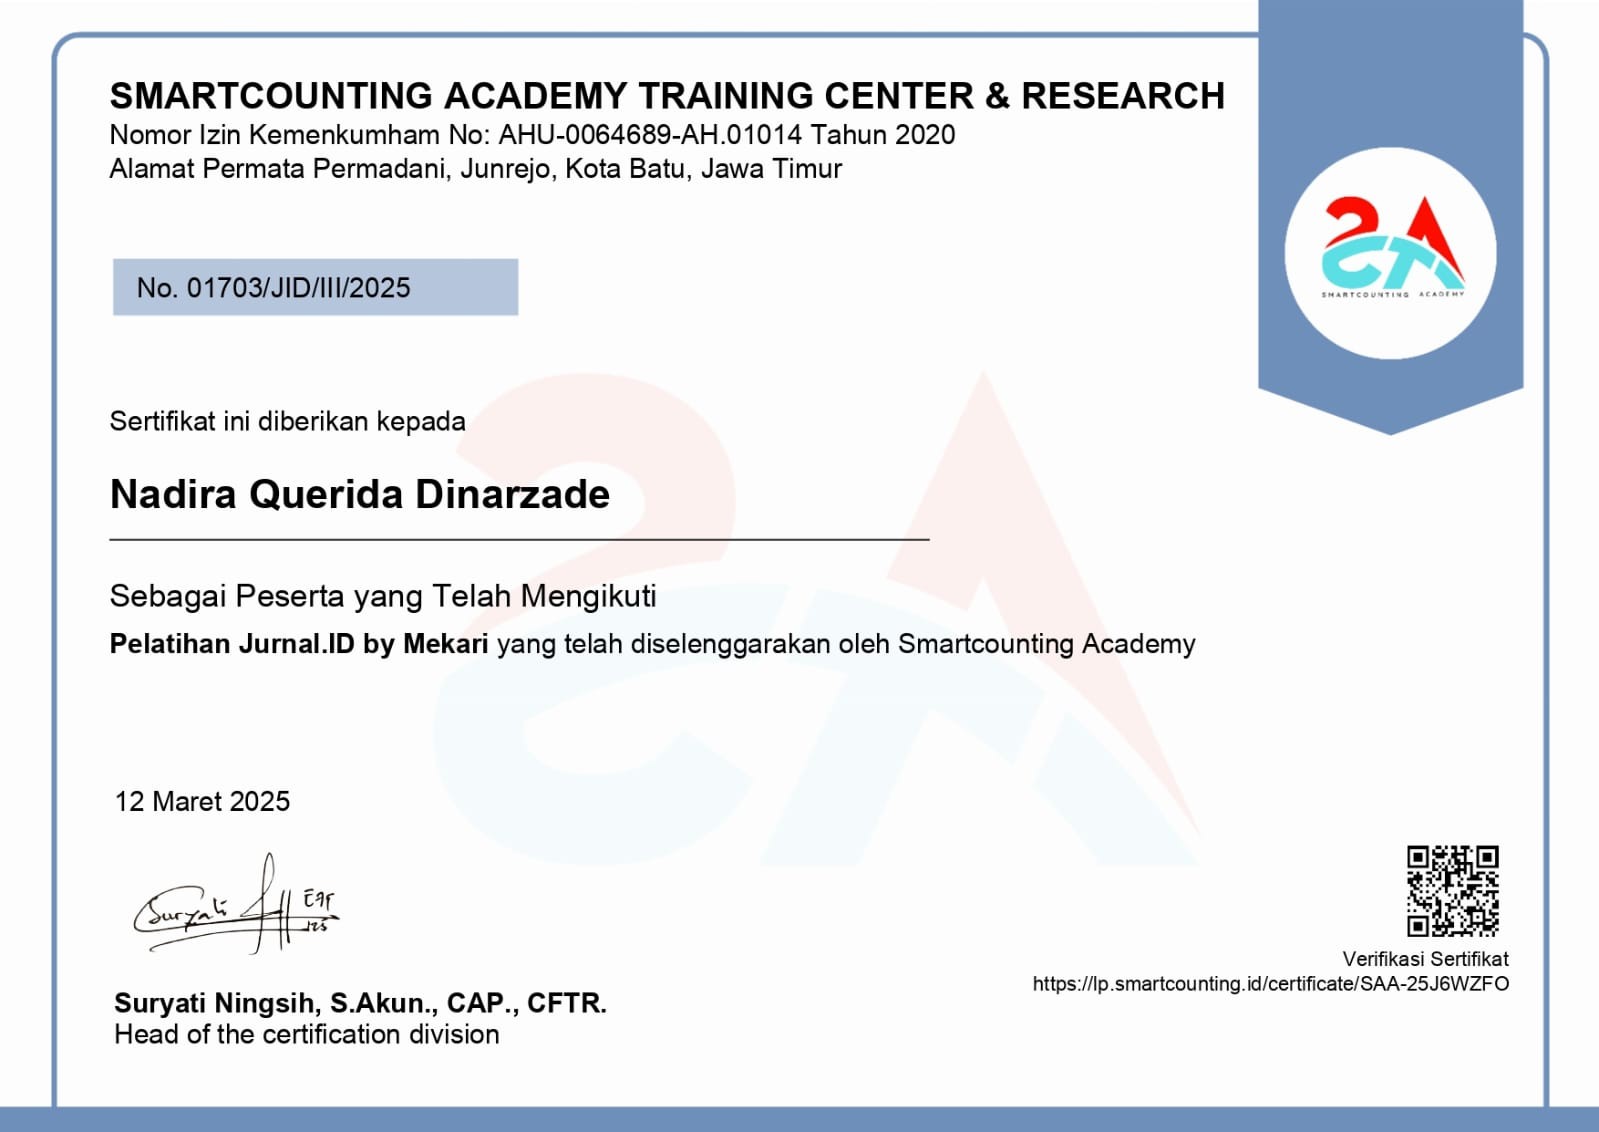 SMARTCOUNTING ACADEMY TRAINING CENTER & RESEARCH
Nomor Izin Kemenkumham No: AHU-0064689-AH.01014 Tahun 2020
Alamat Permata Permadani, Junrejo, Kota Batu, Jawa Timur
SMARTCOUNTING ACADEMY
No. 01703/JID/III/2025
Sertifikat ini diberikan kepada
Nadira Querida Dinarzade
Sebagai Peserta yang Telah Mengikuti
Pelatihan Jurnal.ID by Mekari yang telah diselenggarakan oleh Smartcounting Academy
12 Maret 2025
Suryati
Suryati Ningsih, S.Akun., CAP., CFTR.
Head of the certification division
Verifikasi Sertifikat
https://lp.smartcounting.id/certificate/SAA-25J6WZFO